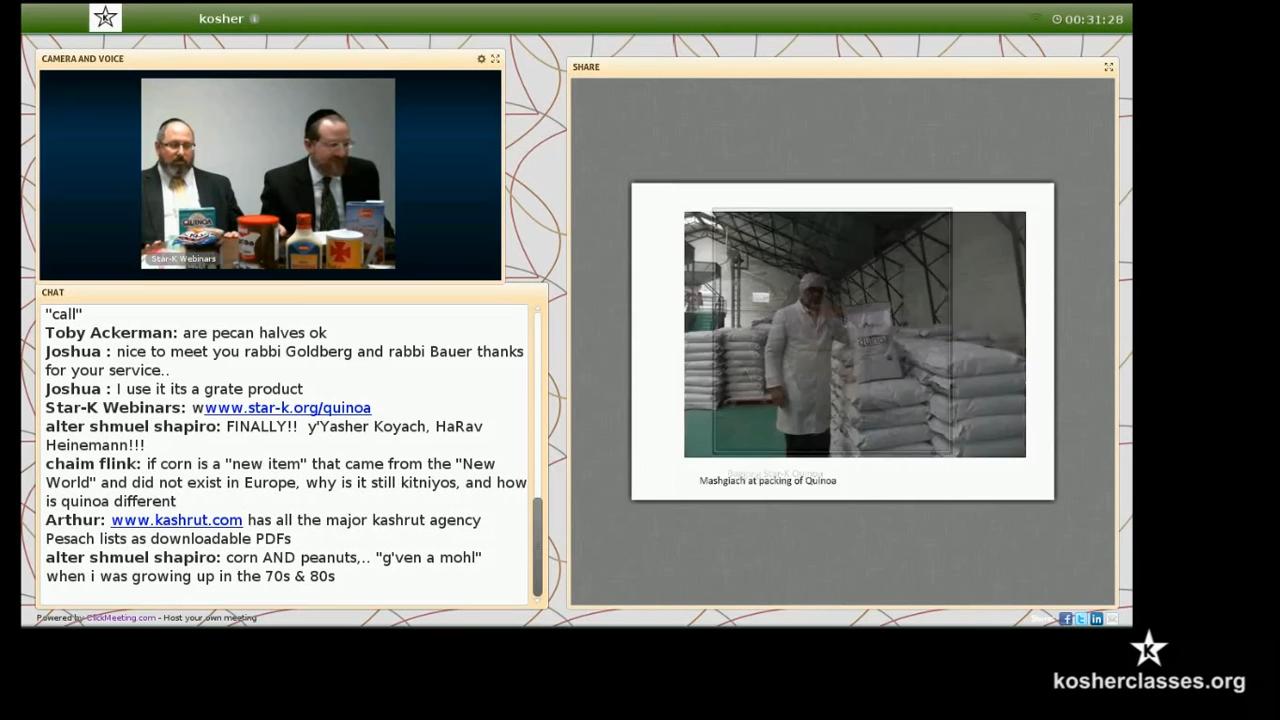 kosher
00:31:28
CAMERA AND VOICE
QUINOA
Star-K Webinars
SHARE
quinoa
Mashgiach at packing of Quinoa
CHAT
"call"
Toby Ackerman: are pecan halves ok
Joshua : nice to meet you rabbi Goldberg and rabbi Bauer thanks
for your service..
Joshua : I use it its a grate product
Star-K Webinars: wwww.star-k.org/quinoa
alter shmuel shapiro: FINALLY!! y'Yasher Koyach, HaRav
Heinemann!!!
chaim flink: if corn is a "new item" that came from the "New
World" and did not exist in Europe, why is it still kitniyos, and how
is quinoa different
Arthur: www.kashrut.com has all the major kashrut agency
Pesach lists as downloadable PDFs
alter shmuel shapiro: corn AND peanuts,.. "g'ven a mohl"
when i was growing up in the 70s & 80s
Powered by ClickMeeting.com - Host your own meeting
K
kosherclasses.org